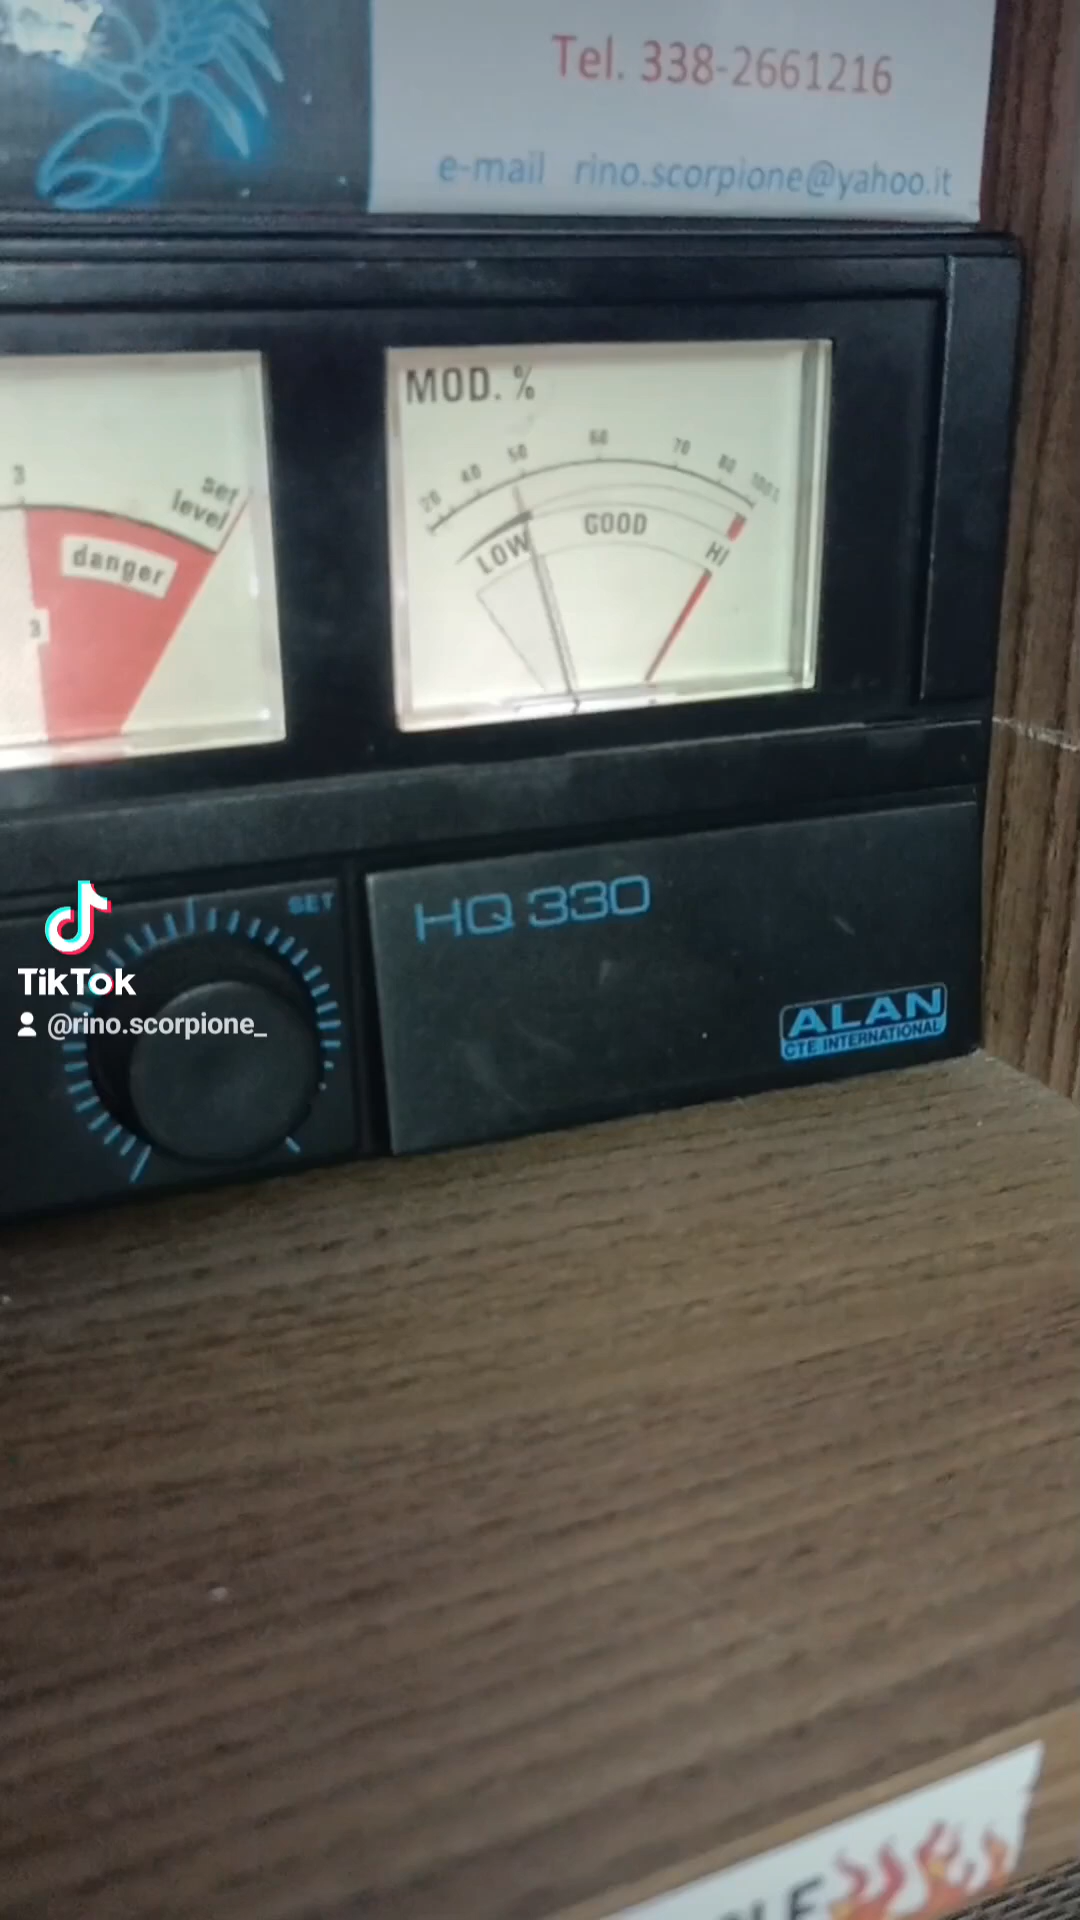 Tel. 338-2661216
e-mail rino.scorpione@yahoo.it
3
set
level
danger
3
MOD. %
20 40 50 60 70 80 100%
LOW GOOD HI
SET
HQ 330
ALAN
CTE INTERNATIONAL
TikTok
@rino.scorpione_